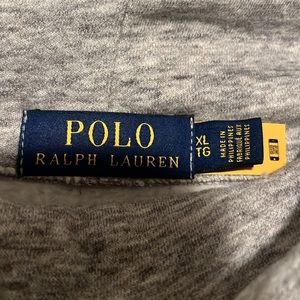 POLO
RALPH LAUREN
XL
TG
MADE IN
PHILIPPINES
FABRIQUÉ AUX
PHILIPPINES